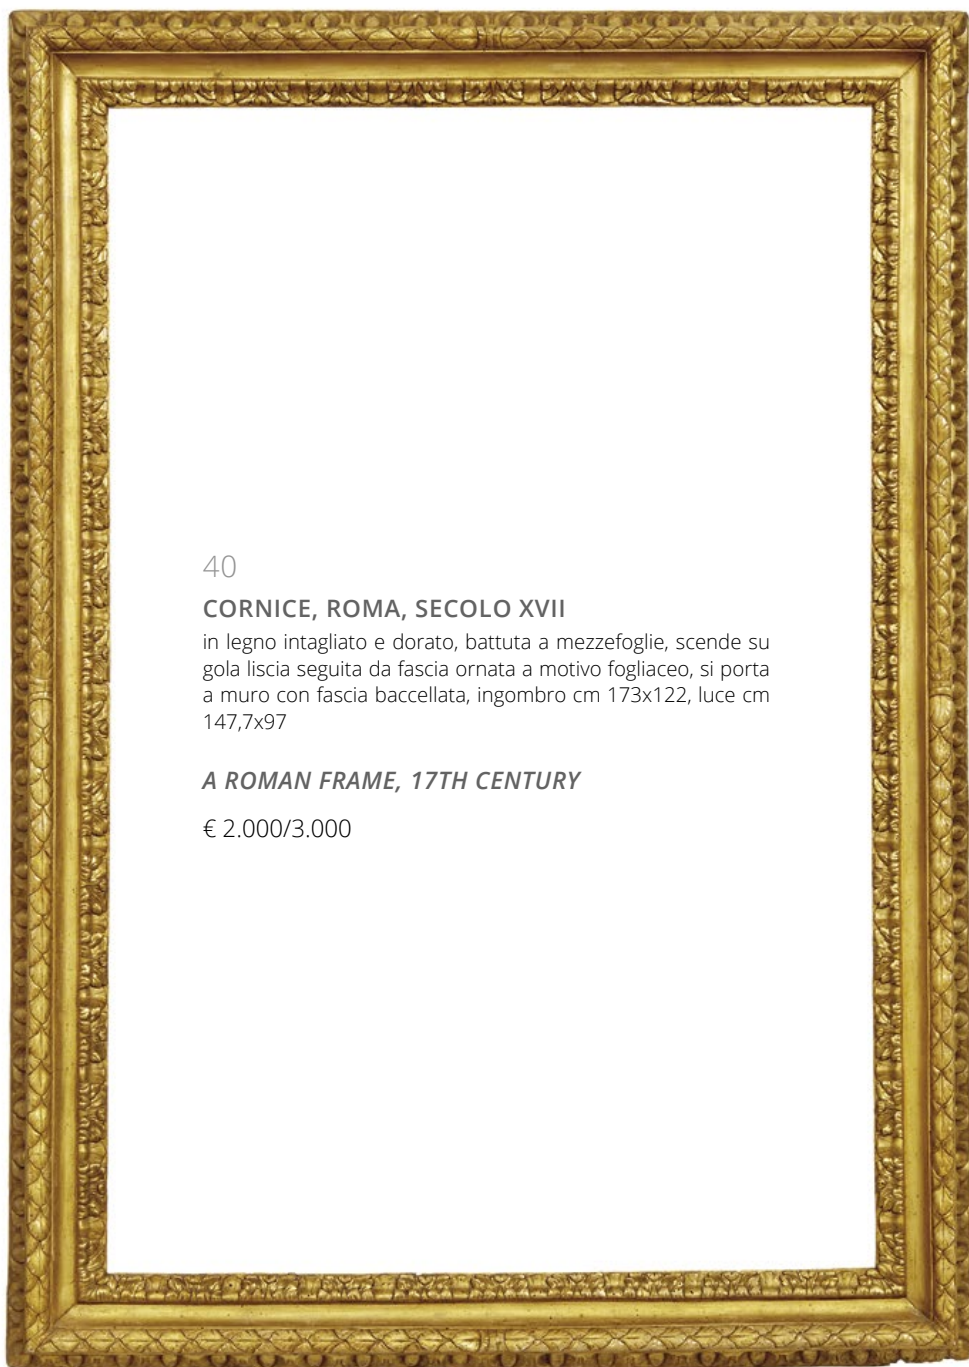 40
CORNICE, ROMA, SECOLO XVII
in legno intagliato e dorato, battuta a mezzefoglie, scende su
gola liscia seguita da fascia ornata a motivo fogliaceo, si porta
a muro con fascia baccellata, ingombro cm 173x122, luce cm
147,7x97
A ROMAN FRAME, 17TH CENTURY
€ 2.000/3.000